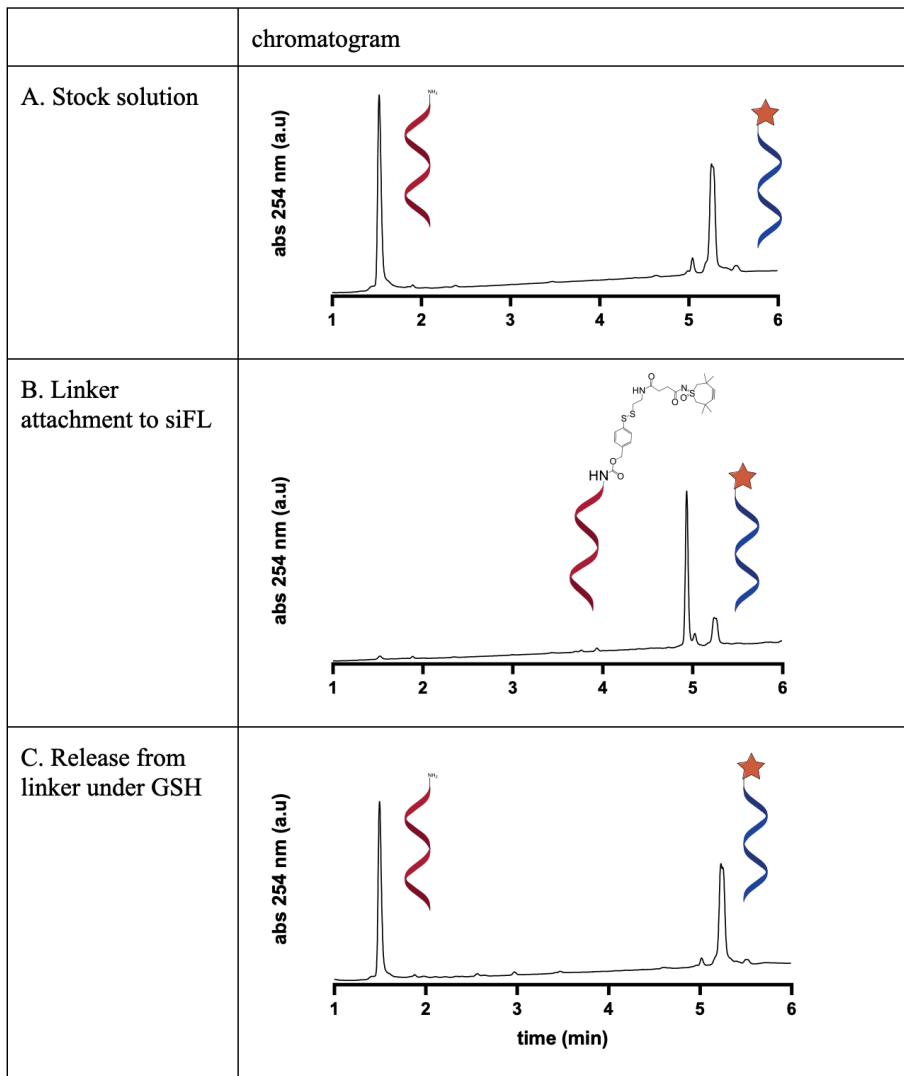 chromatogram
A. Stock solution
abs 254 nm (a.u)
NH₂
1 2 3 4 5 6
B. Linker
attachment to siFL
abs 254 nm (a.u)
O
HN
N
S
O
O
S
S
O
HN
O
1 2 3 4 5 6
C. Release from
linker under GSH
abs 254 nm (a.u)
NH₂
1 2 3 4 5 6
time (min)